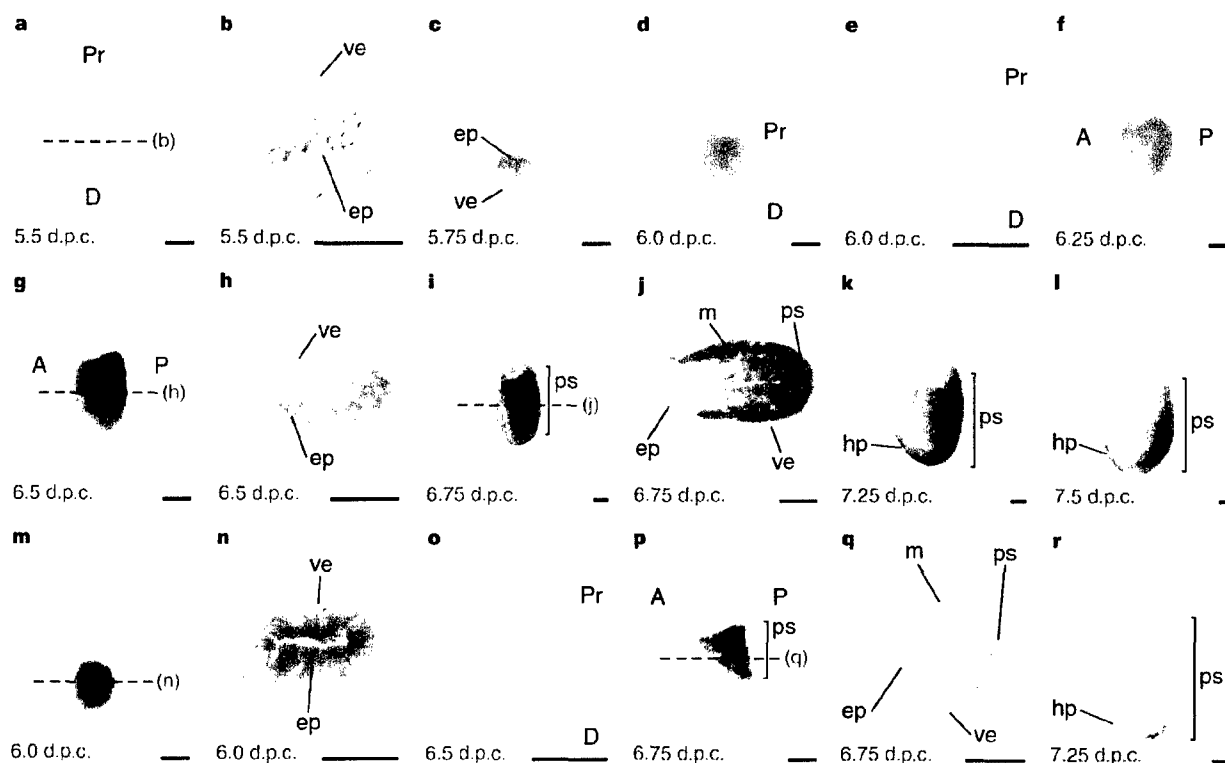 a
Pr
(b)
D
5.5 d.p.c.
b
ve
ep
5.5 d.p.c.
c
ep
ve
5.75 d.p.c.
d
Pr
D
6.0 d.p.c.
e
Pr
D
6.0 d.p.c.
f
A
P
6.25 d.p.c.
g
A
P
(h)
6.5 d.p.c.
h
ve
ep
6.5 d.p.c.
i
ps
(j)
6.75 d.p.c.
j
m
ps
ep
ve
6.75 d.p.c.
k
ps
hp
7.25 d.p.c.
l
ps
hp
7.5 d.p.c.
m
(n)
6.0 d.p.c.
n
ve
ep
6.0 d.p.c.
o
Pr
D
6.5 d.p.c.
p
A
P
ps
(q)
6.75 d.p.c.
q
m
ps
ep
ve
6.75 d.p.c.
r
ps
hp
7.25 d.p.c.